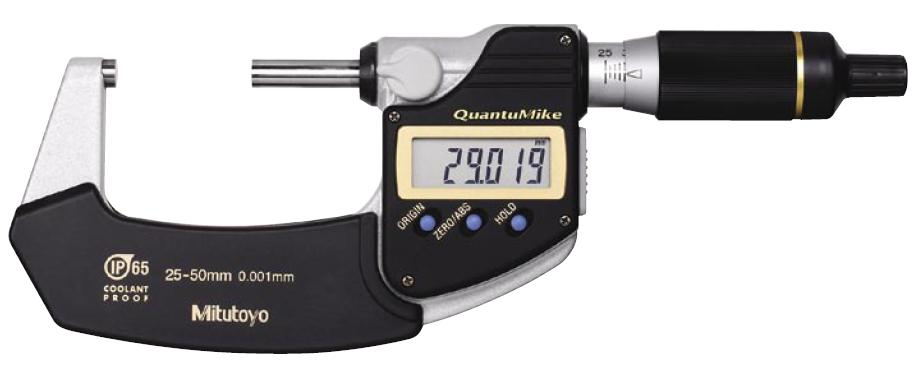 25
QuantuMike
mm
29.019
ORIGIN
ZERO/ABS
HOLD
IP65
COOLANT
PROOF
25-50mm 0.001mm
Mitutoyo